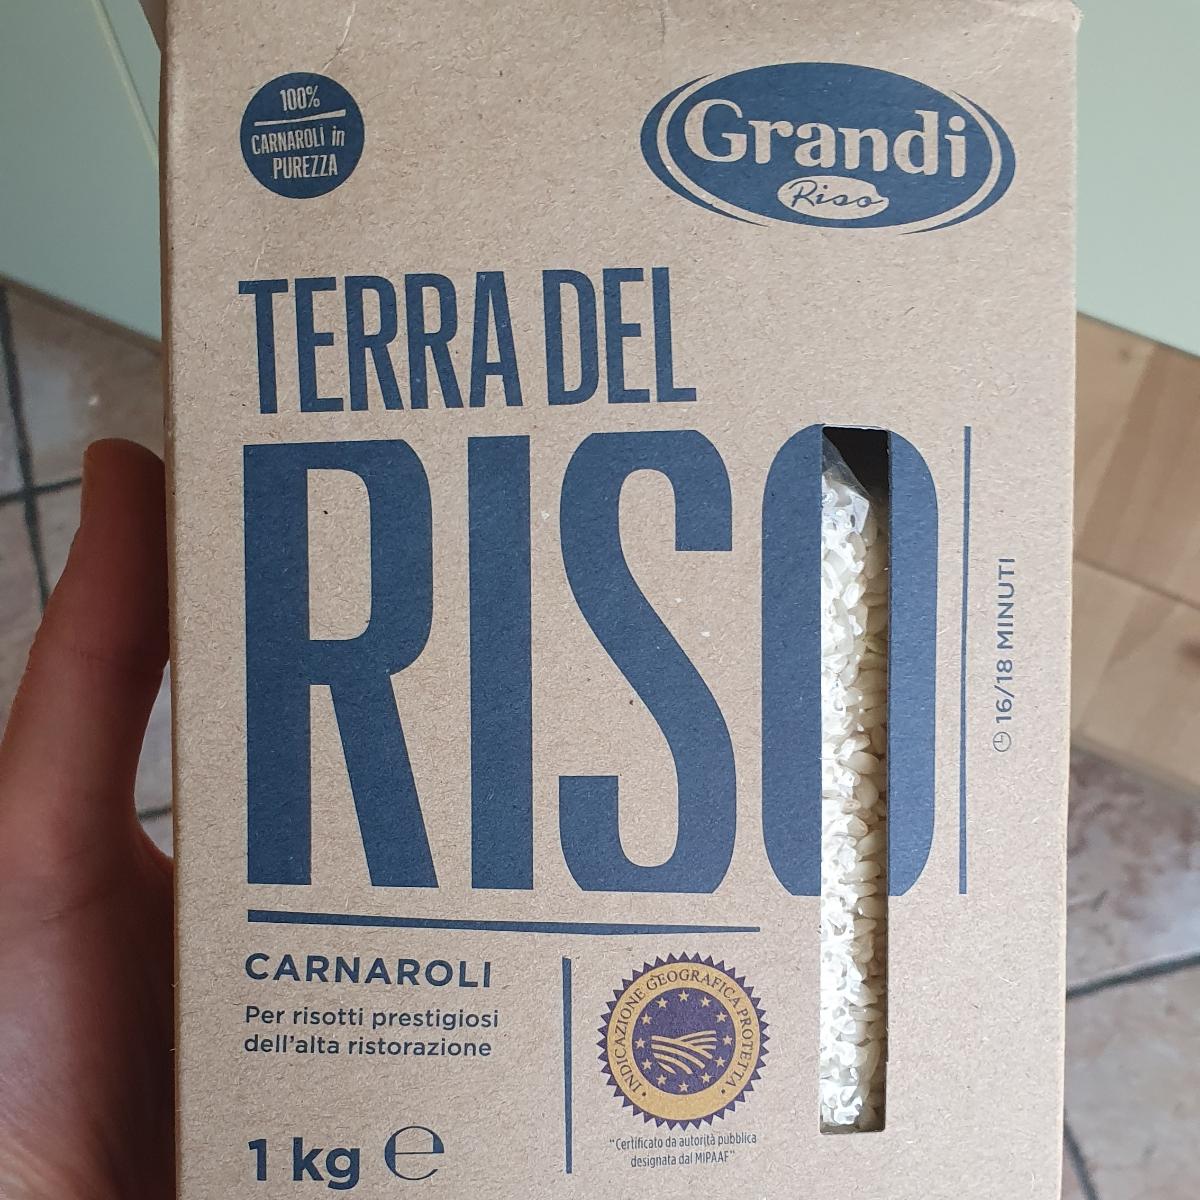 100%
CARNAROLI in
PUREZZA
Grandi
Riso
TERRA DEL
RISO
16/18 MINUTI
CARNAROLI
Per risotti prestigiosi
dell'alta ristorazione
1 kg ℮
INDICAZIONE GEOGRAFICA PROTETTA
"Certificato da autorità pubblica
designata dal MIPAAF"